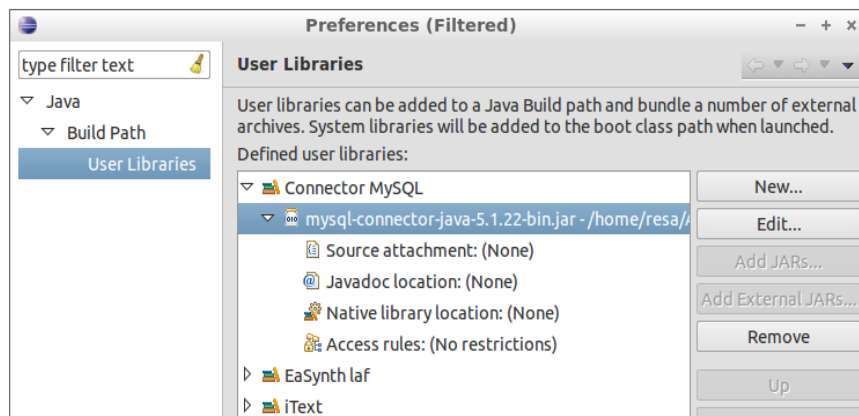 Preferences (Filtered)
type filter text
Java
Build Path
User Libraries
User Libraries
User libraries can be added to a Java Build path and bundle a number of external
archives. System libraries will be added to the boot class path when launched.
Defined user libraries:
Connector MySQL
mysql-connector-java-5.1.22-bin.jar - /home/resa/
Source attachment: (None)
Javadoc location: (None)
Native library location: (None)
Access rules: (No restrictions)
EaSynth laf
iText
New...
Edit...
Add JARs...
Add External JARs...
Remove
Up